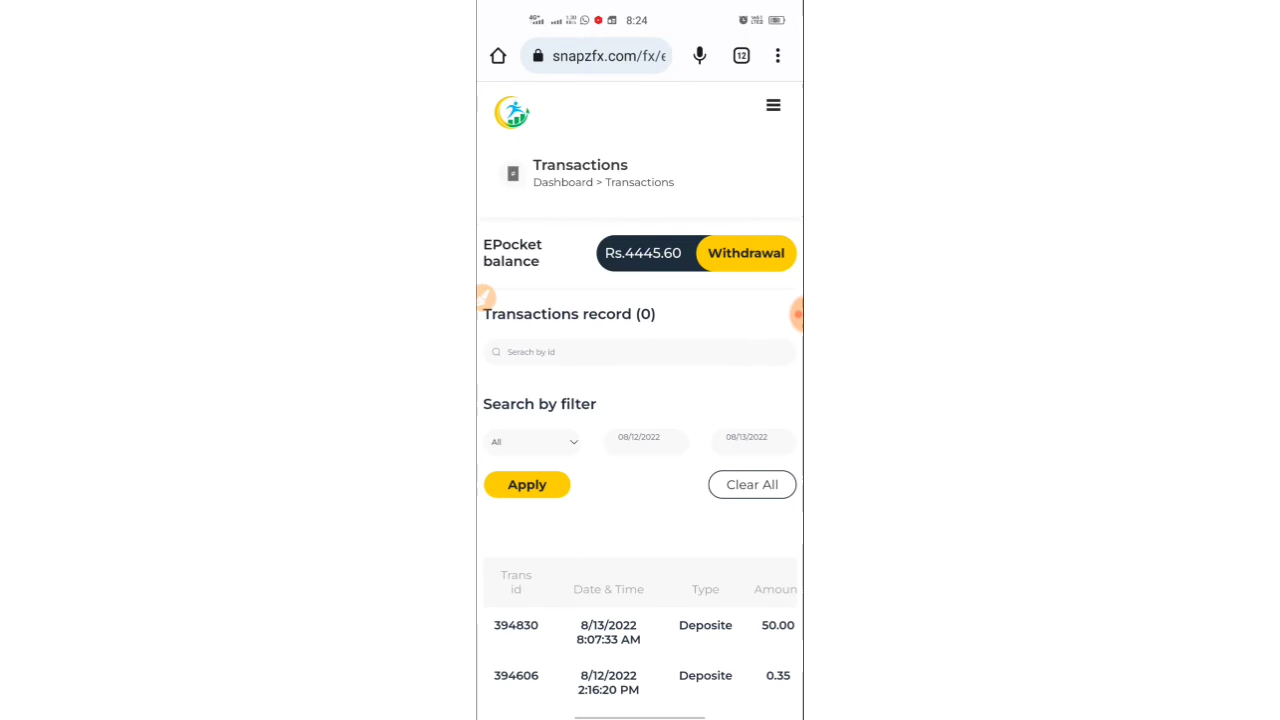 8:24
snapzfx.com/fx/e
12
Transactions
Dashboard > Transactions
EPocket
balance
Rs.4445.60
Withdrawal
Transactions record (0)
Serach by id
Search by filter
All
08/12/2022
08/13/2022
Apply
Clear All
Trans
id
Date & Time
Type
Amoun
394830
8/13/2022
8:07:33 AM
Deposite
50.00
394606
8/12/2022
2:16:20 PM
Deposite
0.35